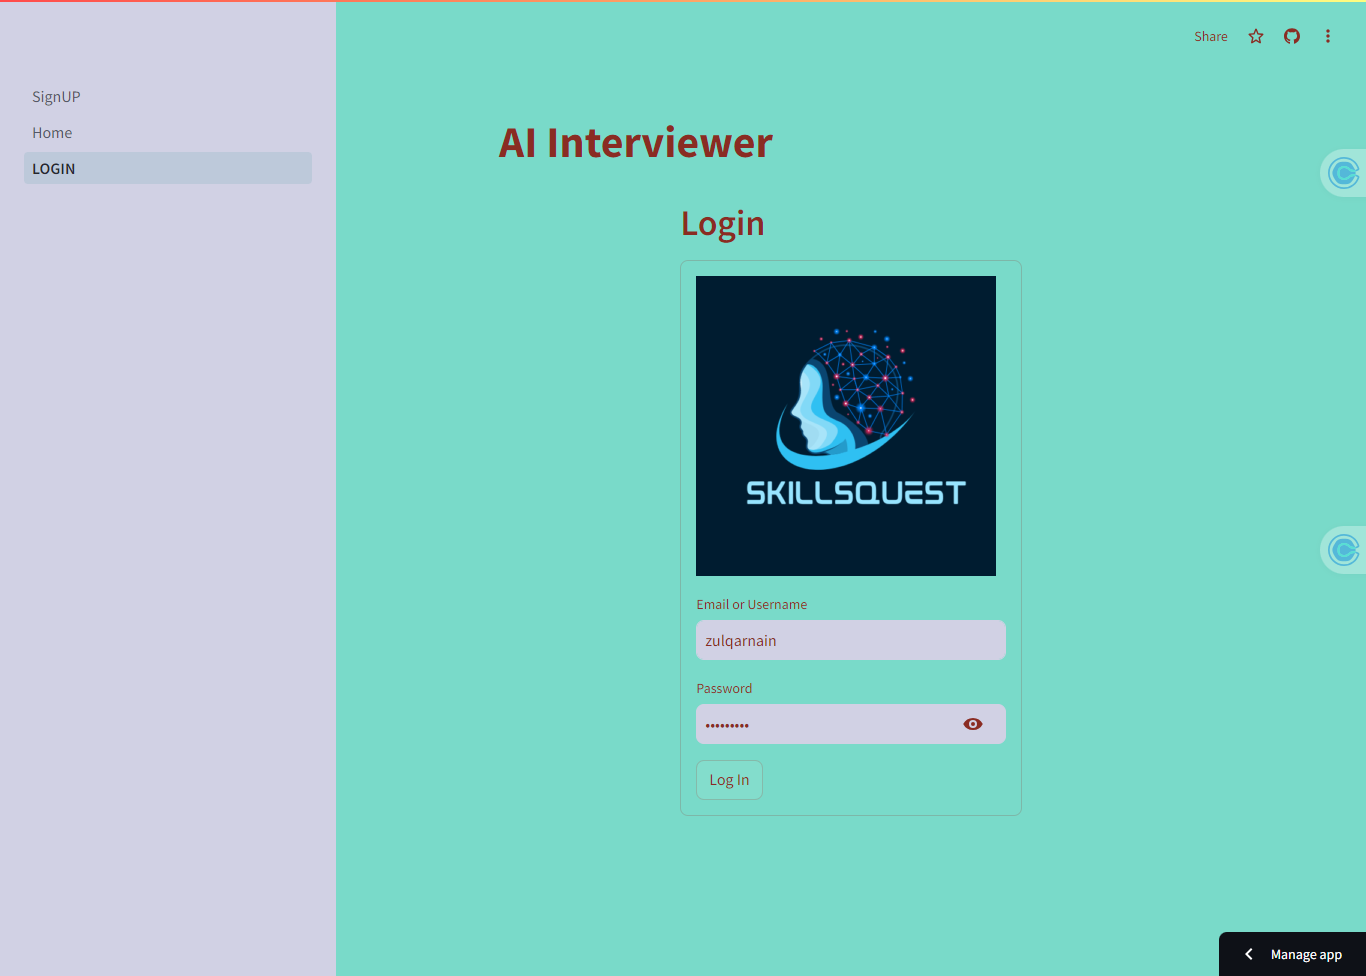 Share
SignUP
Home
LOGIN
AI Interviewer
Login
SKILLSQUEST
Email or Username
zulqarnain
Password
•••••••••
Log In
Manage app